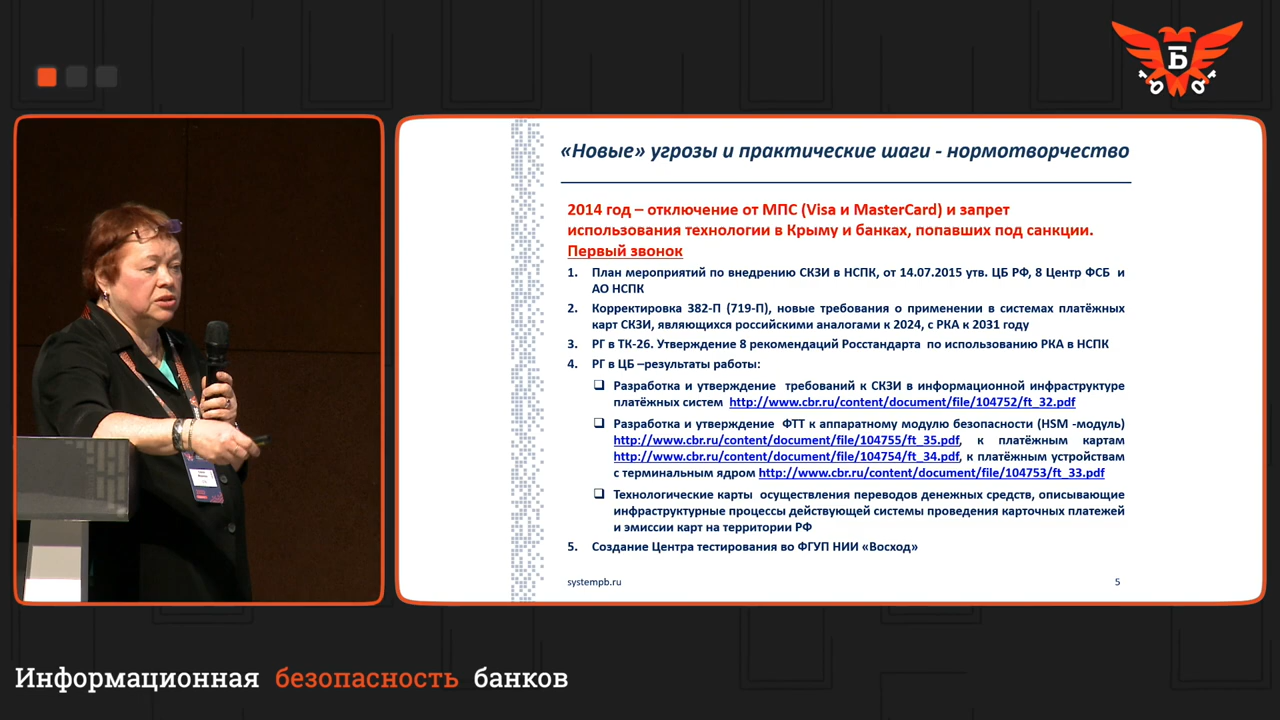 Б
«Новые» угрозы и практические шаги - нормотворчество
2014 год – отключение от МПС (Visa и MasterCard) и запрет
использования технологии в Крыму и банках, попавших под санкции.
Первый звонок
1. План мероприятий по внедрению СКЗИ в НСПК, от 14.07.2015 утв. ЦБ РФ, 8 Центр ФСБ и
АО НСПК
2. Корректировка 382-П (719-П), новые требования о применении в системах платёжных
карт СКЗИ, являющихся российскими аналогами к 2024, с РКА к 2031 году
3. РГ в ТК-26. Утверждение 8 рекомендаций Росстандарта по использованию РКА в НСПК
4. РГ в ЦБ –результаты работы:
Разработка и утверждение требований к СКЗИ в информационной инфраструктуре
платёжных систем http://www.cbr.ru/content/document/file/104752/ft_32.pdf
Разработка и утверждение ФТТ к аппаратному модулю безопасности (HSM -модуль)
http://www.cbr.ru/content/document/file/104755/ft_35.pdf, к платёжным картам
http://www.cbr.ru/content/document/file/104754/ft_34.pdf, к платёжным устройствам
с терминальным ядром http://www.cbr.ru/content/document/file/104753/ft_33.pdf
Технологические карты осуществления переводов денежных средств, описывающие
инфраструктурные процессы действующей системы проведения карточных платежей
и эмиссии карт на территории РФ
5. Создание Центра тестирования во ФГУП НИИ «Восход»
systempb.ru 5
Информационная безопасность банков